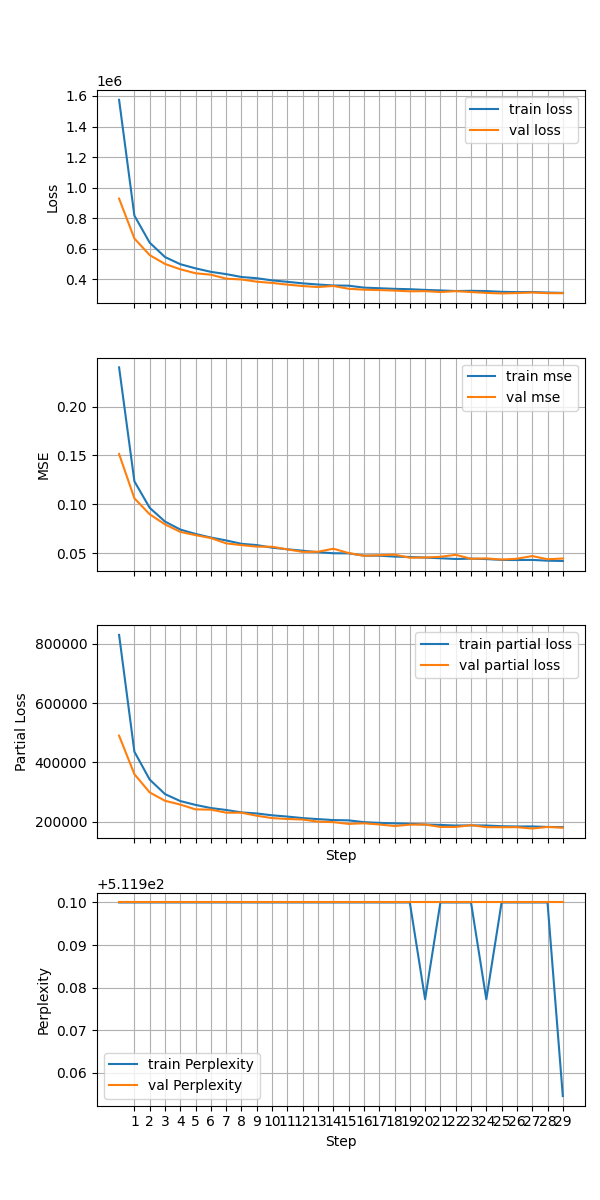 1e6
1.6
1.4
1.2
1.0
0.8
0.6
0.4
Loss
train loss
val loss
0.20
0.15
0.10
0.05
MSE
train mse
val mse
800000
600000
400000
200000
Partial Loss
train partial loss
val partial loss
Step
+5.119e2
0.10
0.09
0.08
0.07
0.06
Perplexity
train Perplexity
val Perplexity
1 2 3 4 5 6 7 8 9 10 11 12 13 14 15 16 17 18 19 20 21 22 23 24 25 26 27 28 29
Step